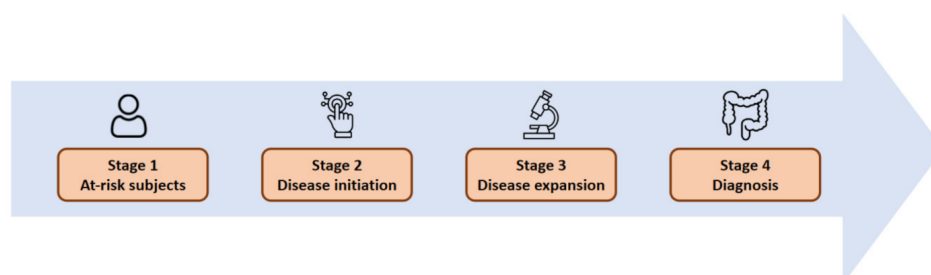 Stage 1
At-risk subjects
Stage 2
Disease initiation
Stage 3
Disease expansion
Stage 4
Diagnosis